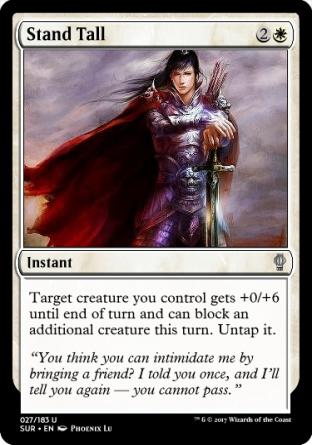 Stand Tall 2
Instant
Target creature you control gets +0/+6
until end of turn and can block an
additional creature this turn. Untap it.
“You think you can intimidate me by
bringing a friend? I told you once, and I’ll
tell you again — you cannot pass.”
027/183 U
SUR • EN Phoenix Lu
™ & © 2017 Wizards of the Coast